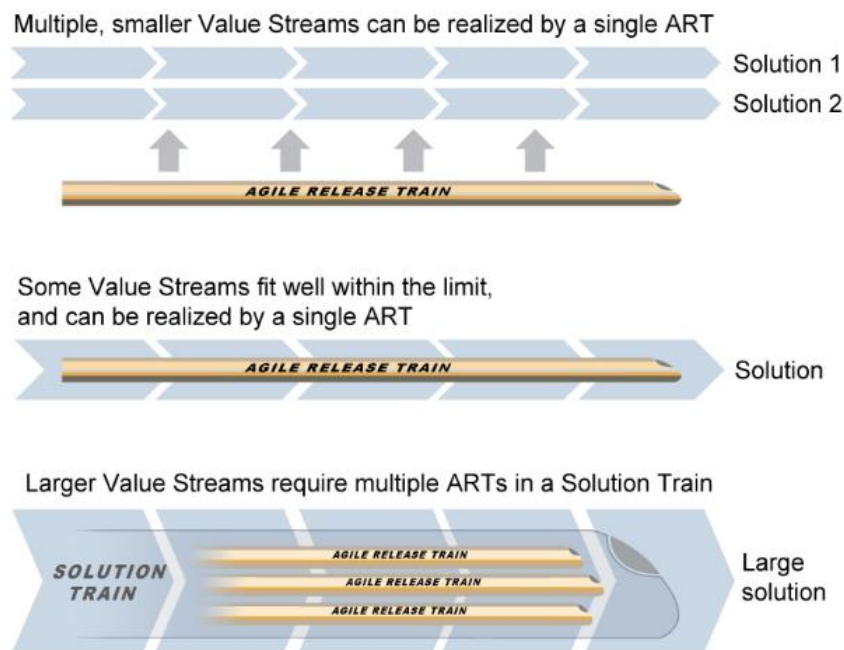 Multiple, smaller Value Streams can be realized by a single ART
Solution 1
Solution 2
AGILE RELEASE TRAIN
Some Value Streams fit well within the limit,
and can be realized by a single ART
AGILE RELEASE TRAIN
Solution
Larger Value Streams require multiple ARTs in a Solution Train
SOLUTION
TRAIN
AGILE RELEASE TRAIN
AGILE RELEASE TRAIN
AGILE RELEASE TRAIN
Large
solution